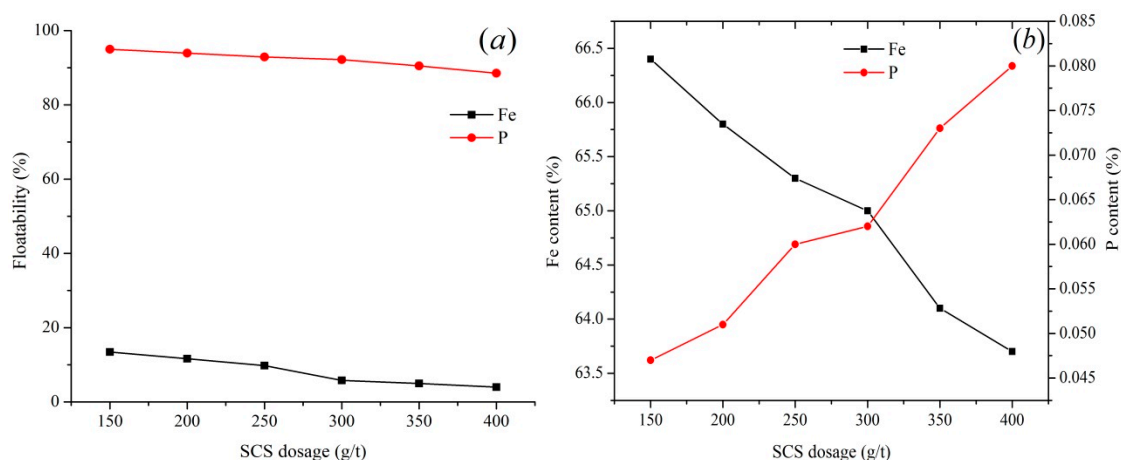 (a)
Fe
P
Floatability (%)
100
80
60
40
20
0
150 200 250 300 350 400
SCS dosage (g/t)
(b)
Fe
P
Fe content (%)
66.5
66.0
65.5
65.0
64.5
64.0
63.5
150 200 250 300 350 400
SCS dosage (g/t)
0.085
0.080
0.075
0.070
0.065
0.060
0.055
0.050
0.045
P content (%)